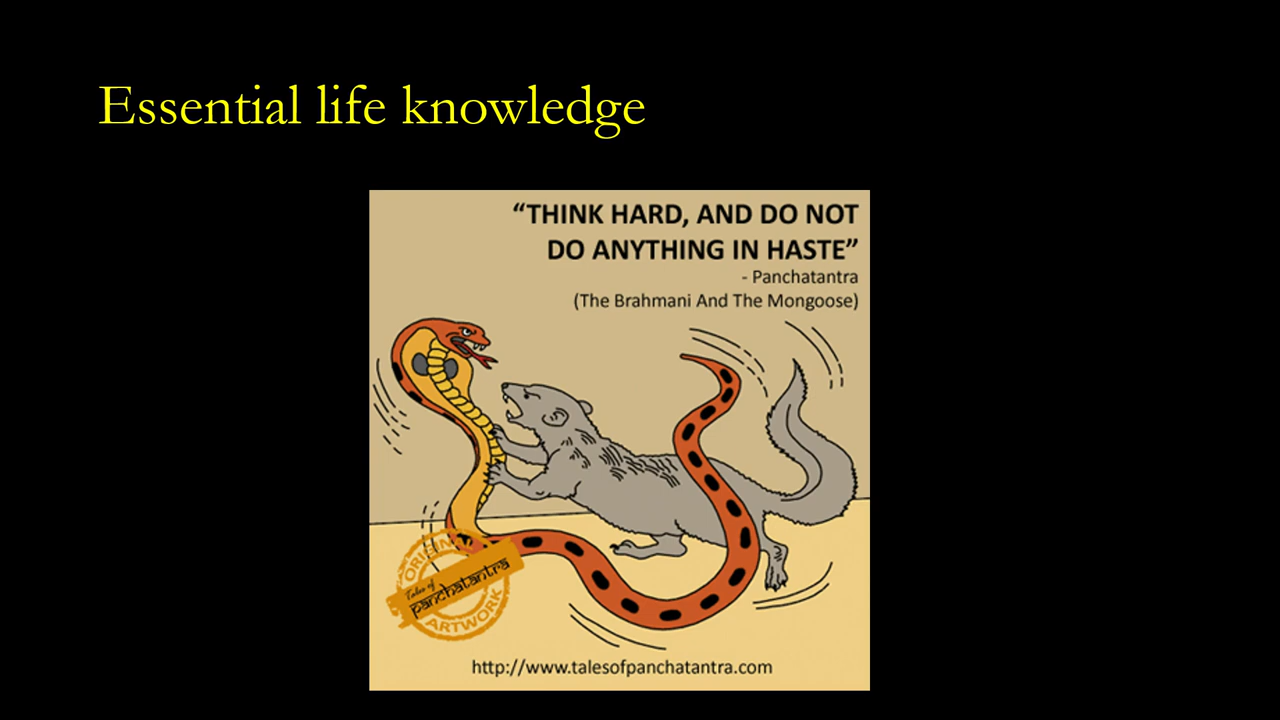 Essential life knowledge
“THINK HARD, AND DO NOT
DO ANYTHING IN HASTE”
- Panchatantra
(The Brahmani And The Mongoose)
ORIGINAL
Tales of
Panchatantra
ARTWORK
http://www.talesofpanchatantra.com